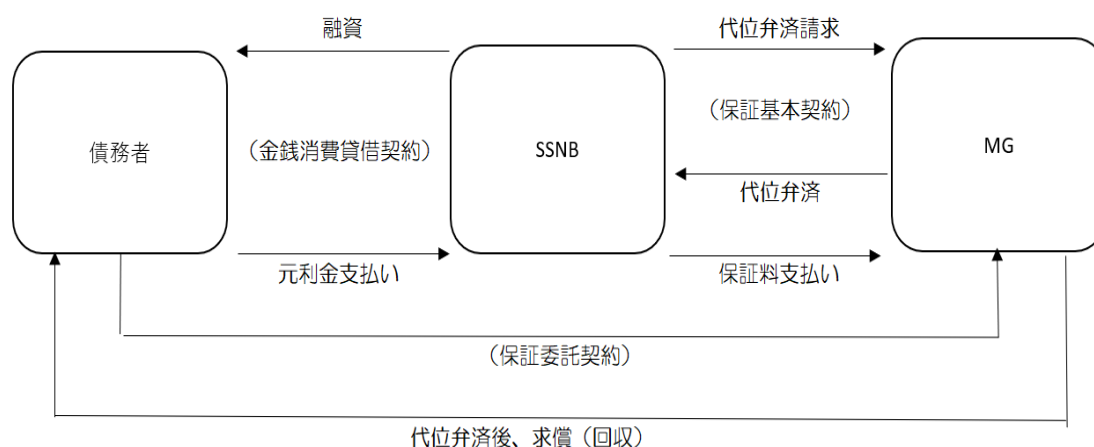 融資
代位弁済請求
（保証基本契約）
債務者
（金銭消費貸借契約）
SSNB
MG
代位弁済
元利金支払い
保証料支払い
（保証委託契約）
代位弁済後、求償（回収）